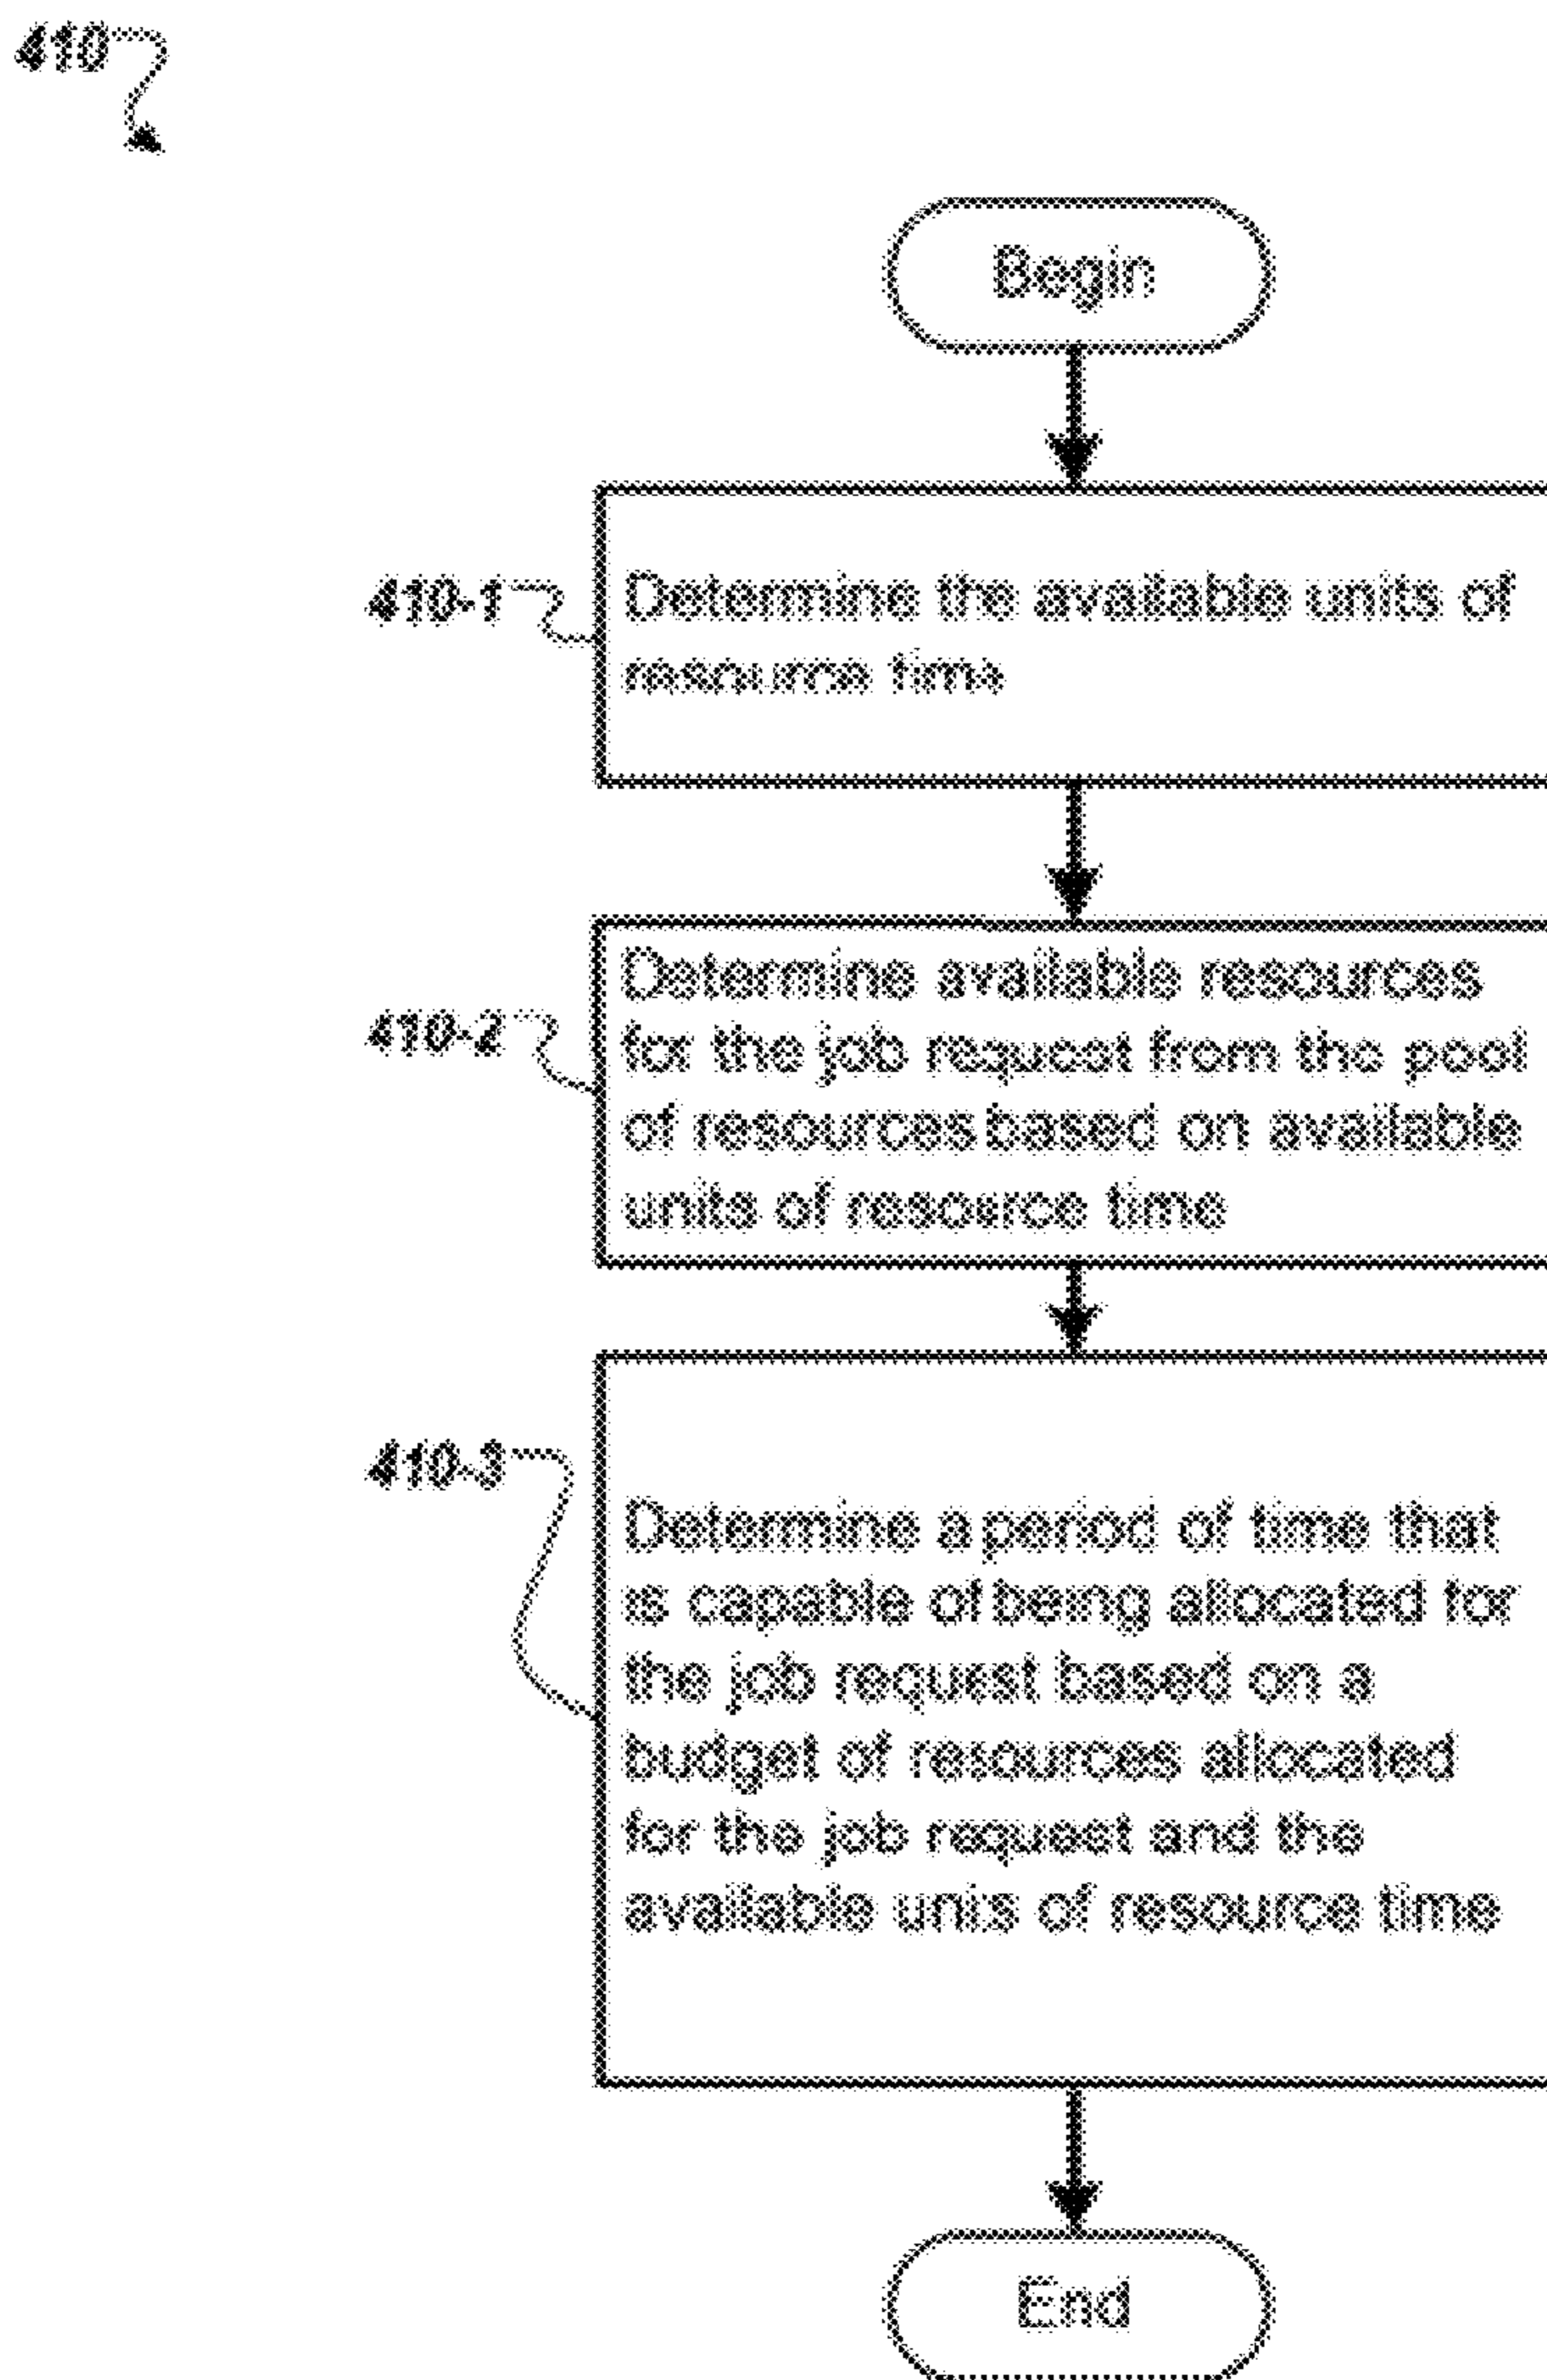 410
Begin
410-1
Determine the available units of
resource time
410-2
Determine available resources
for the job request from the pool
of resources based on available
units of resource time
410-3
Determine a period of time that
is capable of being allocated for
the job request based on a
budget of resources allocated
for the job request and the
available units of resource time
End